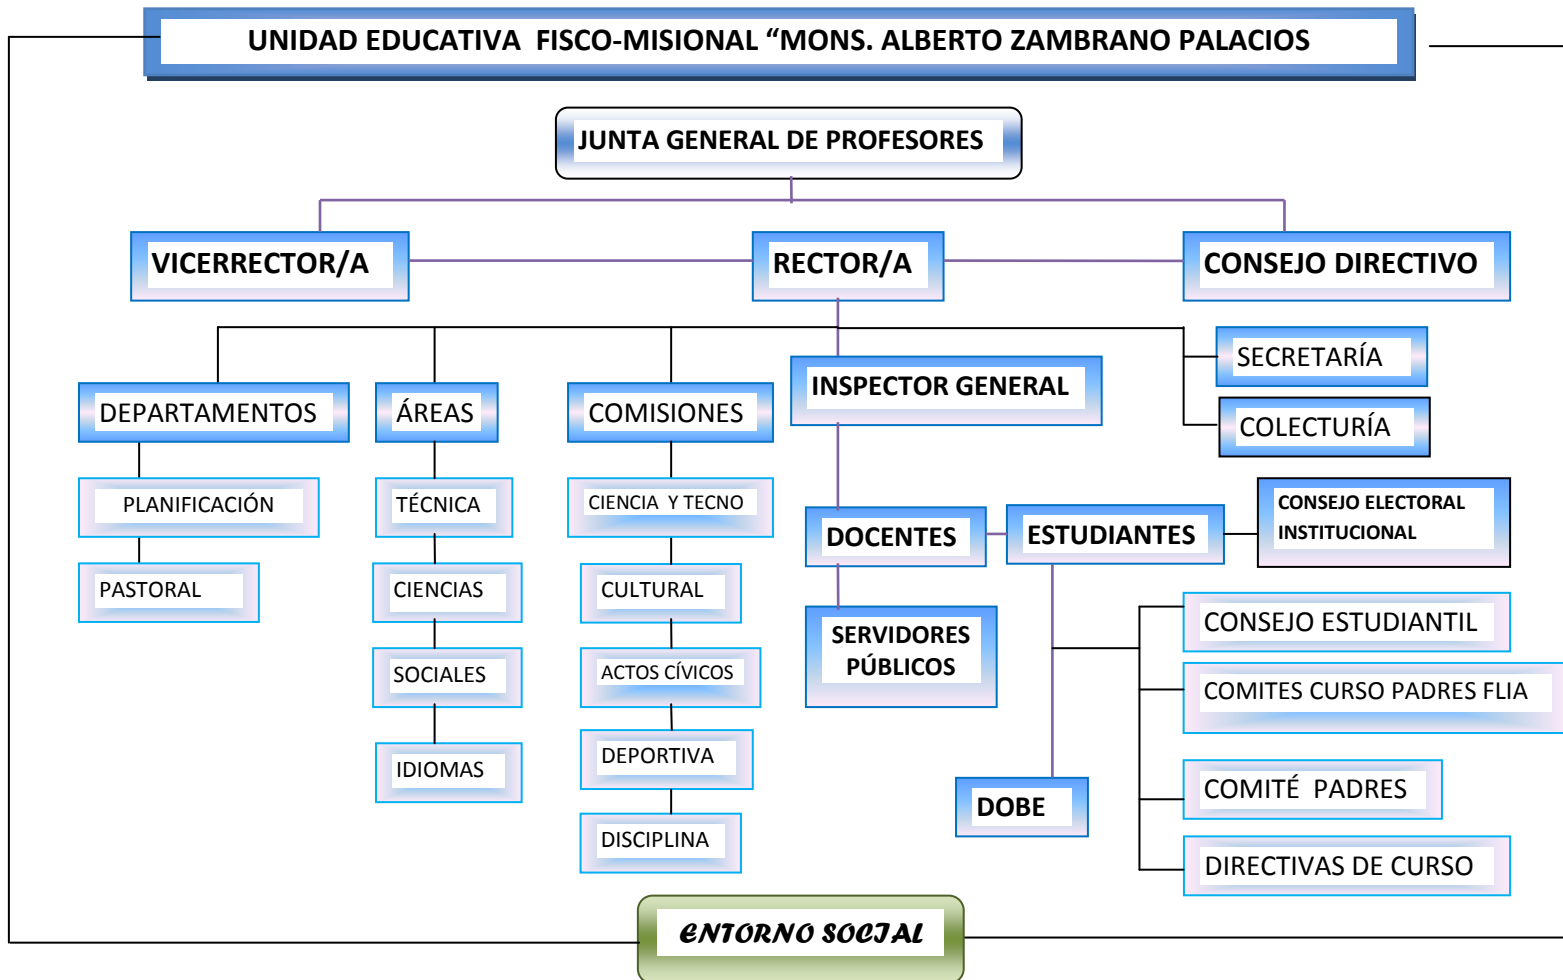 UNIDAD EDUCATIVA FISCO-MISIONAL “MONS. ALBERTO ZAMBRANO PALACIOS
JUNTA GENERAL DE PROFESORES
VICERRECTOR/A
RECTOR/A
CONSEJO DIRECTIVO
SECRETARÍA
INSPECTOR GENERAL
COLECTURÍA
DEPARTAMENTOS
ÁREAS
COMISIONES
PLANIFICACIÓN
TÉCNICA
CIENCIA Y TECNO
DOCENTES
ESTUDIANTES
CONSEJO ELECTORAL
INSTITUCIONAL
PASTORAL
CIENCIAS
CULTURAL
SERVIDORES
PÚBLICOS
CONSEJO ESTUDIANTIL
SOCIALES
ACTOS CÍVICOS
COMITES CURSO PADRES FLIA
IDIOMAS
DEPORTIVA
DOBE
COMITÉ PADRES
DISCIPLINA
DIRECTIVAS DE CURSO
ENTORNO SOCIAL